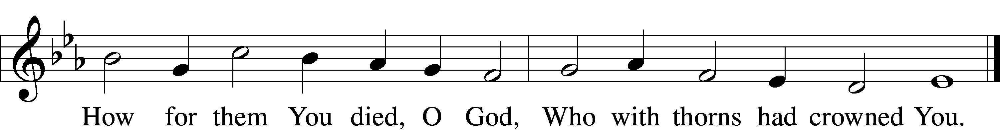 How for them You died, O God, Who with thorns had crowned You.